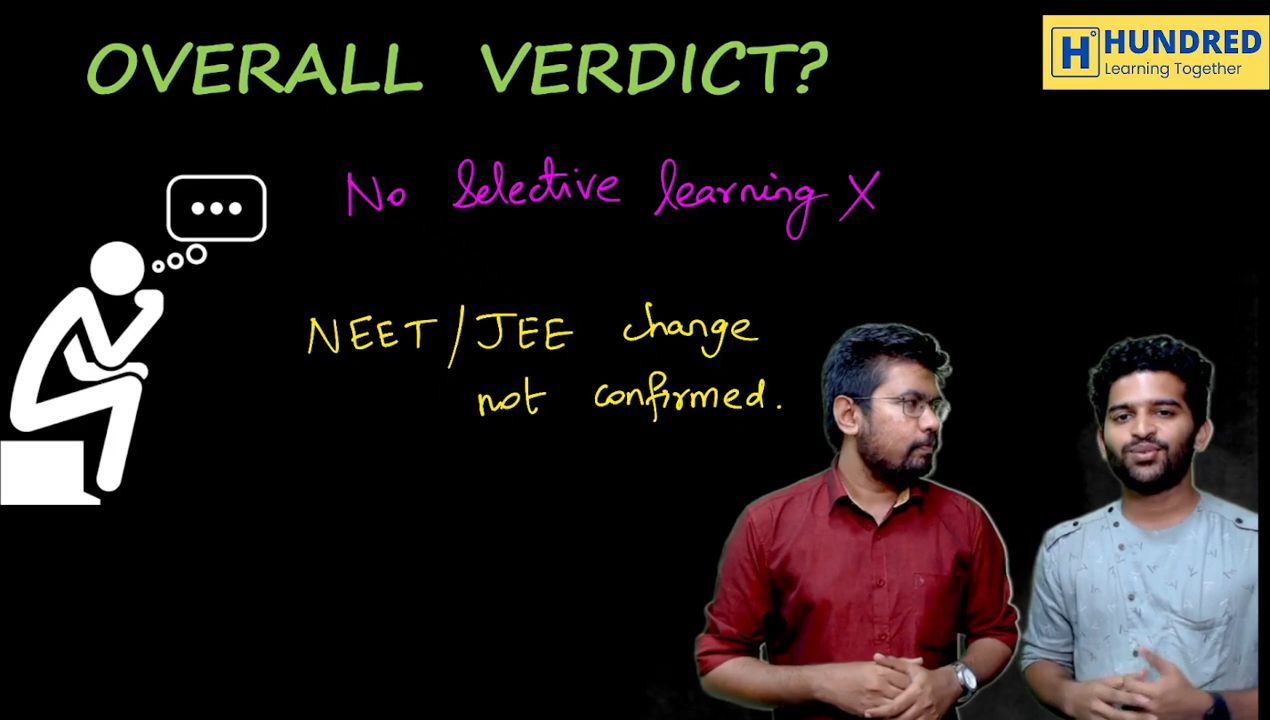 OVERALL VERDICT?
H° HUNDRED
Learning Together
No Selective learning X
NEET/JEE change
not confirmed.